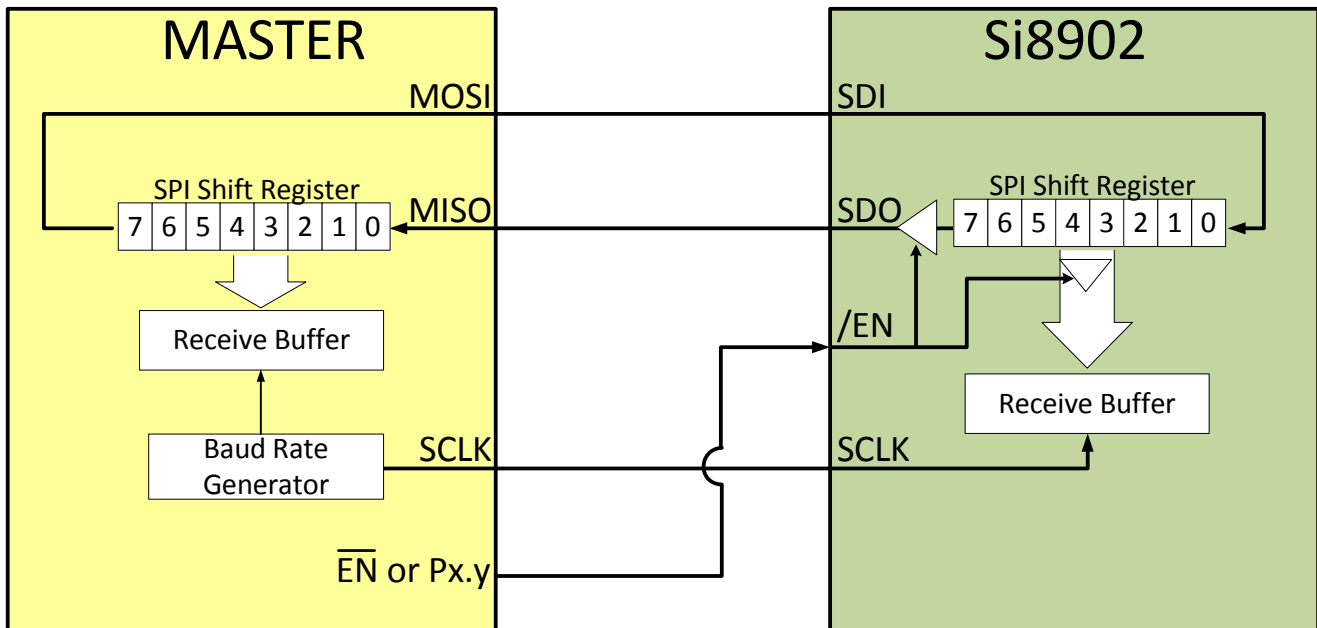 MASTER
MOSI
SPI Shift Register
MISO
7 6 5 4 3 2 1 0
Receive Buffer
Baud Rate
Generator
SCLK
EN or Px.y
Si8902
SDI
SPI Shift Register
SDO
7 6 5 4 3 2 1 0
/EN
Receive Buffer
SCLK